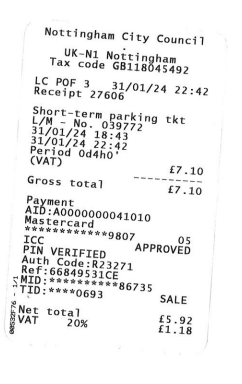 Nottingham City Council
UK-N1 Nottingham
Tax code GB118045492
LC POF 3 31/01/24 22:42
Receipt 27606
Short-term parking tkt
L/M - No. 039772
31/01/24 18:43
31/01/24 22:42
Period 0d4h0'
(VAT) £7.10
----------
Gross total £7.10
Payment
AID:A0000000041010
Mastercard
************9807 05
ICC APPROVED
PIN VERIFIED
Auth Code:R23271
Ref:66849531CE
MID:**********86735
TID:****0693 SALE
Net total £5.92
VAT 20% £1.18